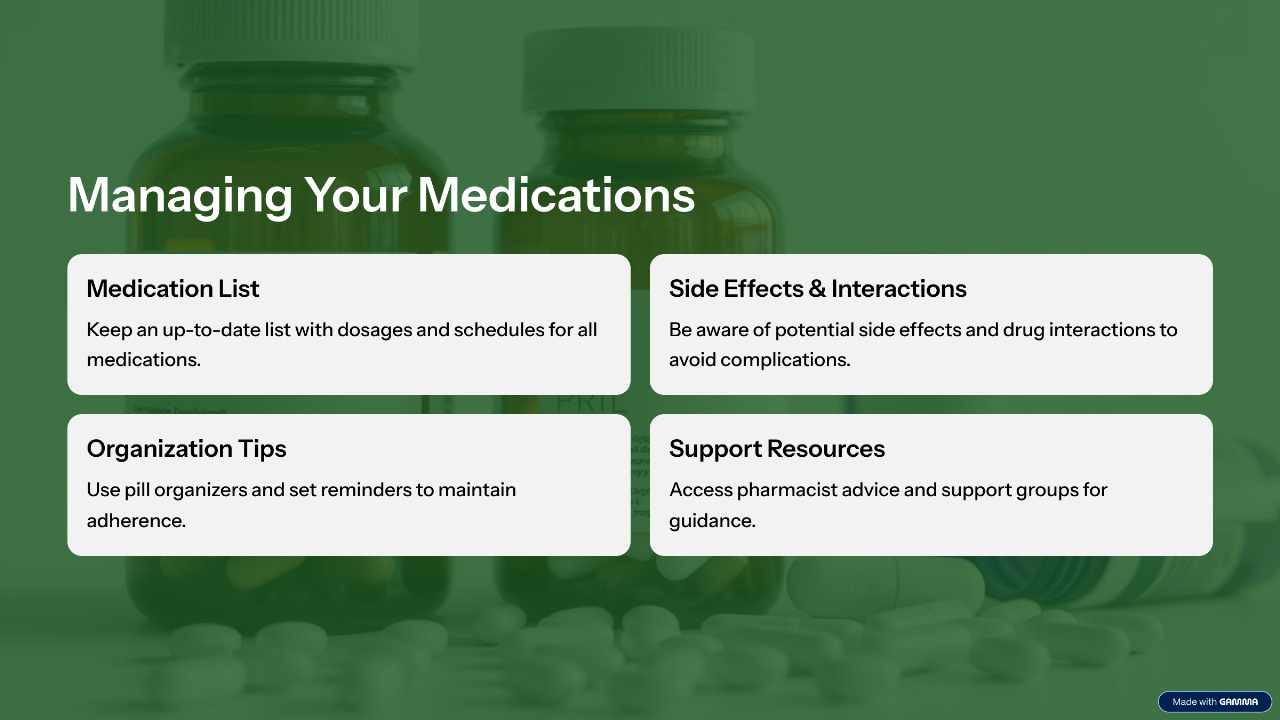 Managing Your Medications
Medication List
Keep an up-to-date list with dosages and schedules for all
medications.
Side Effects & Interactions
Be aware of potential side effects and drug interactions to
avoid complications.
Organization Tips
Use pill organizers and set reminders to maintain
adherence.
Support Resources
Access pharmacist advice and support groups for
guidance.
PRIL
Made with GAMMA